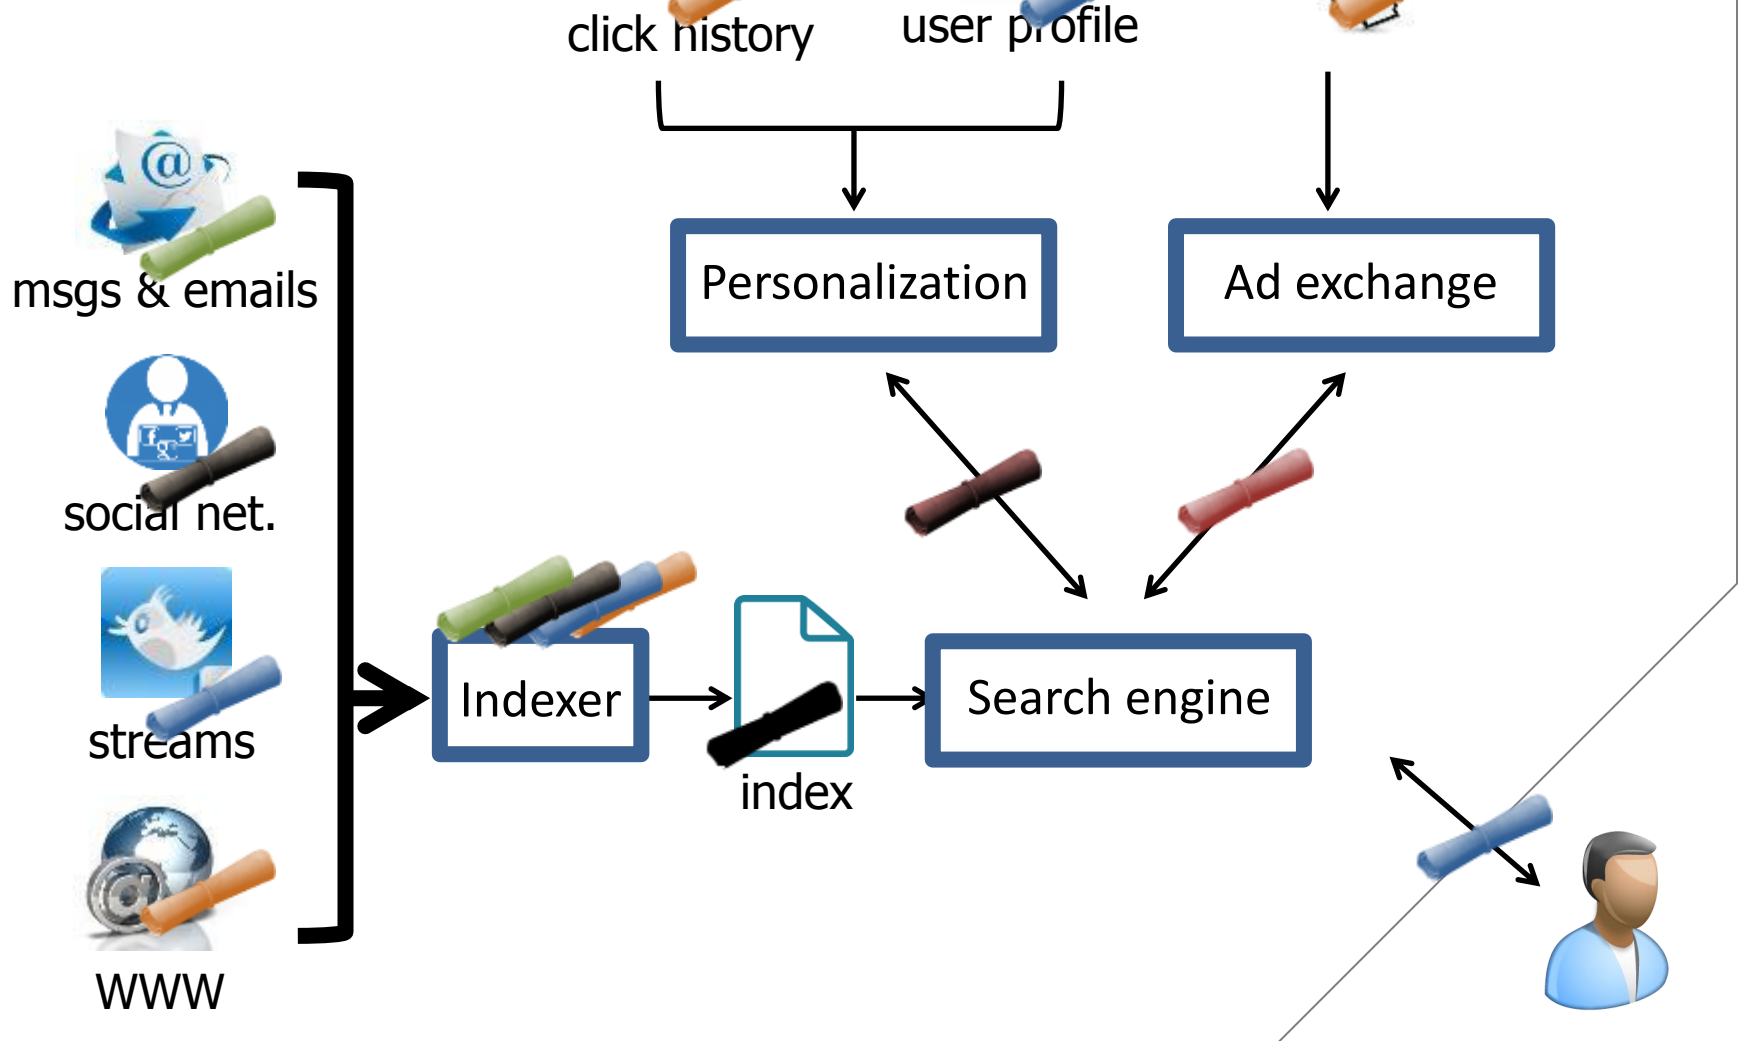 click history
user profile
msgs & emails
Personalization
Ad exchange
social net.
streams
Indexer
Search engine
index
WWW